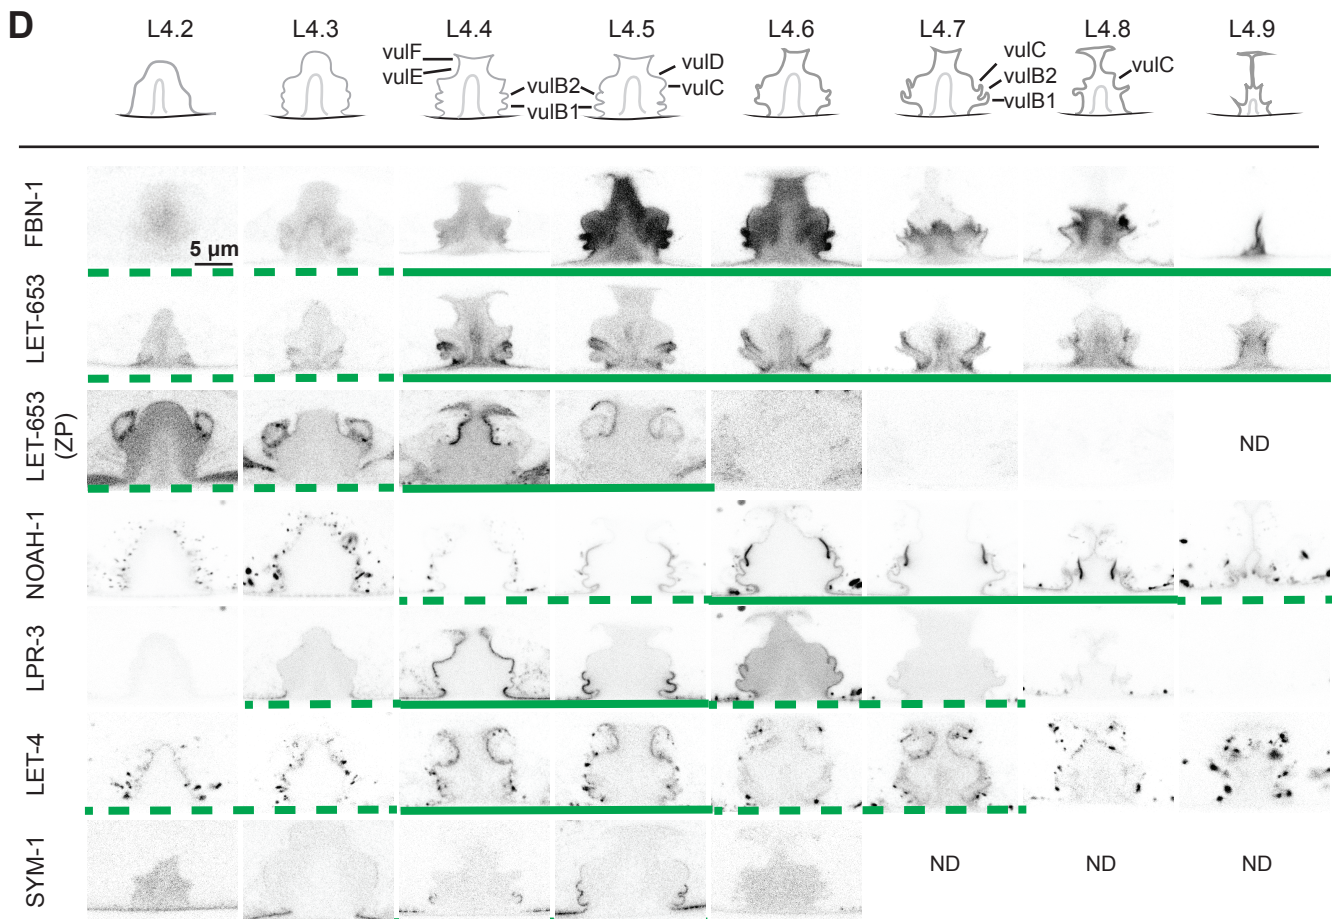 D
L4.2 L4.3 L4.4 L4.5 L4.6 L4.7 L4.8 L4.9
vulF
vulE
vulB2
vulB1
vulD
vulC
vulC
vulB2
vulB1
vulC
FBN-1
5 µm
LET-653
LET-653
(ZP)
ND
NOAH-1
LPR-3
LET-4
SYM-1
ND ND ND